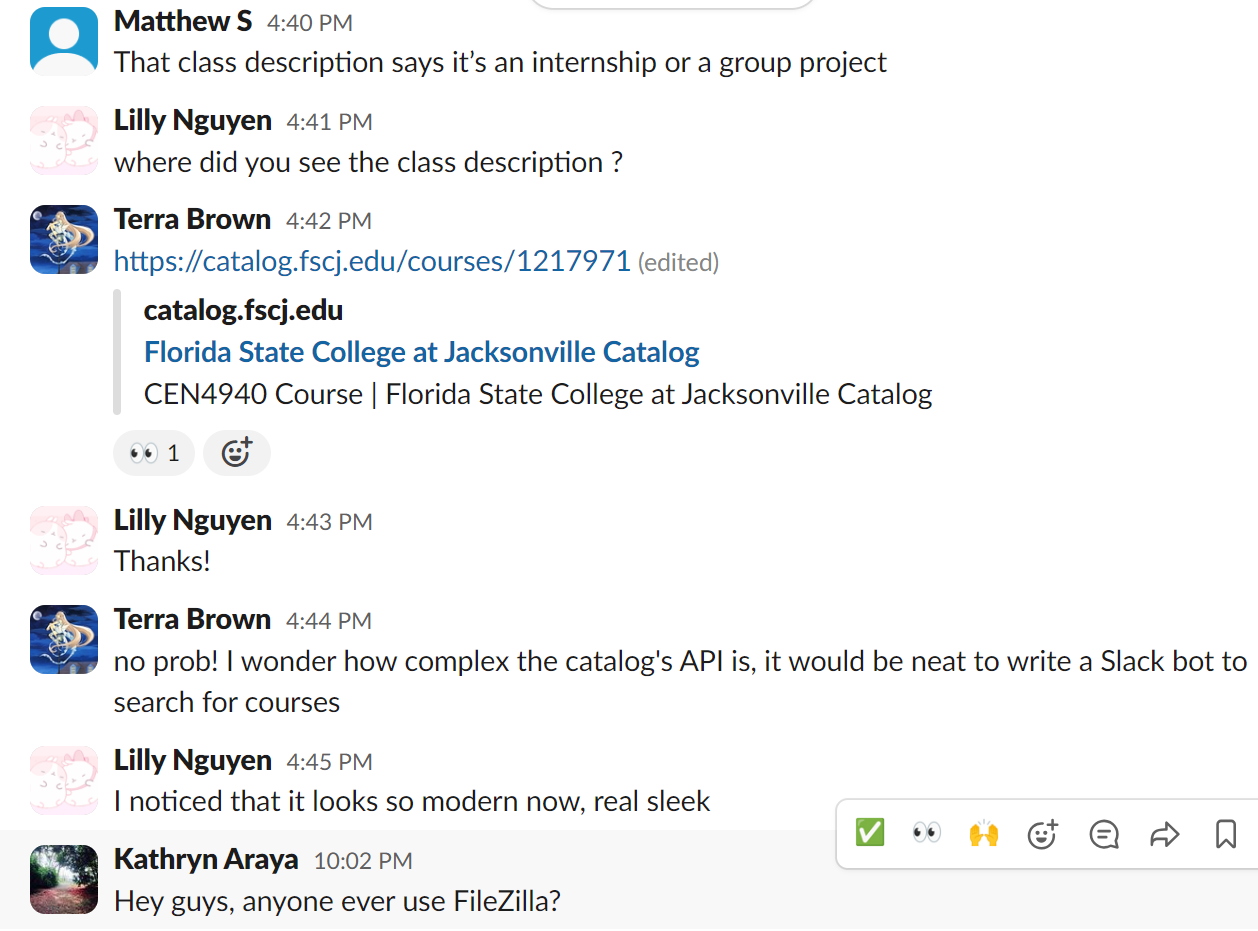 Matthew S 4:40 PM
That class description says it’s an internship or a group project
Lilly Nguyen 4:41 PM
where did you see the class description ?
Terra Brown 4:42 PM
https://catalog.fscj.edu/courses/1217971 (edited)
catalog.fscj.edu
Florida State College at Jacksonville Catalog
CEN4940 Course | Florida State College at Jacksonville Catalog
1
Lilly Nguyen 4:43 PM
Thanks!
Terra Brown 4:44 PM
no prob! I wonder how complex the catalog's API is, it would be neat to write a Slack bot to
search for courses
Lilly Nguyen 4:45 PM
I noticed that it looks so modern now, real sleek
Kathryn Araya 10:02 PM
Hey guys, anyone ever use FileZilla?